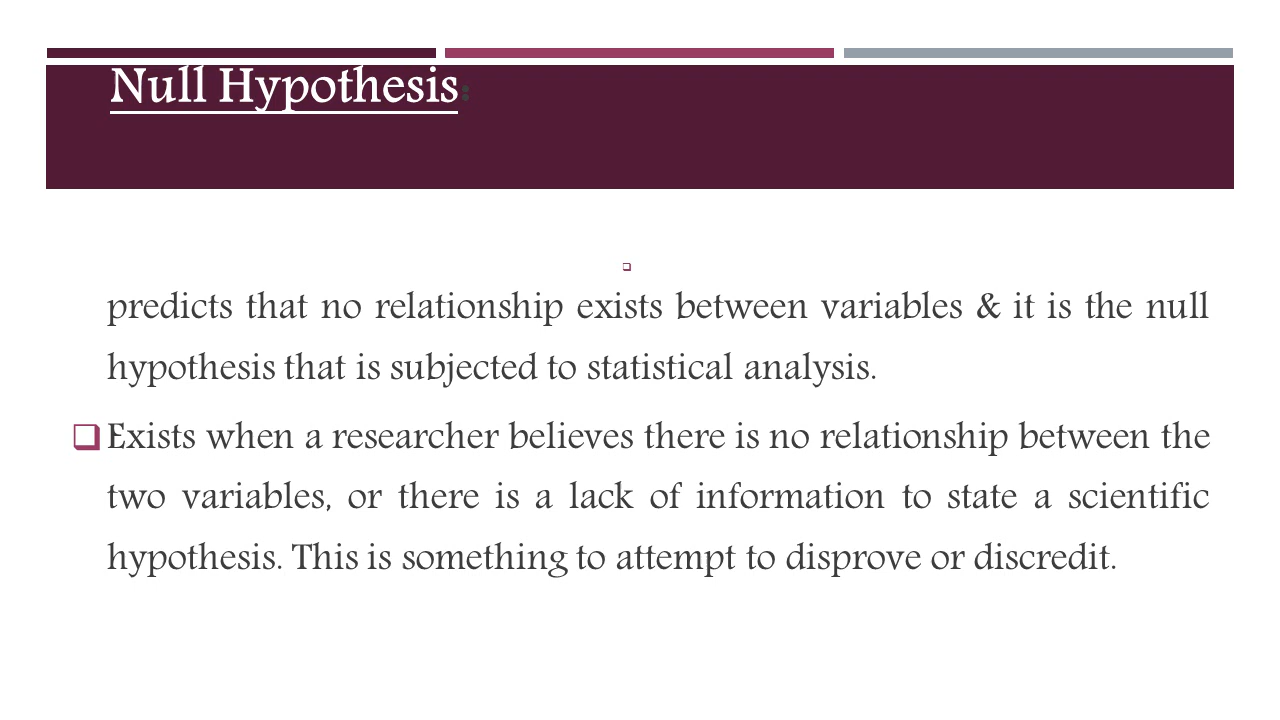 Null Hypothesis:
❑
predicts that no relationship exists between variables & it is the null
hypothesis that is subjected to statistical analysis.
❑ Exists when a researcher believes there is no relationship between the
two variables, or there is a lack of information to state a scientific
hypothesis. This is something to attempt to disprove or discredit.